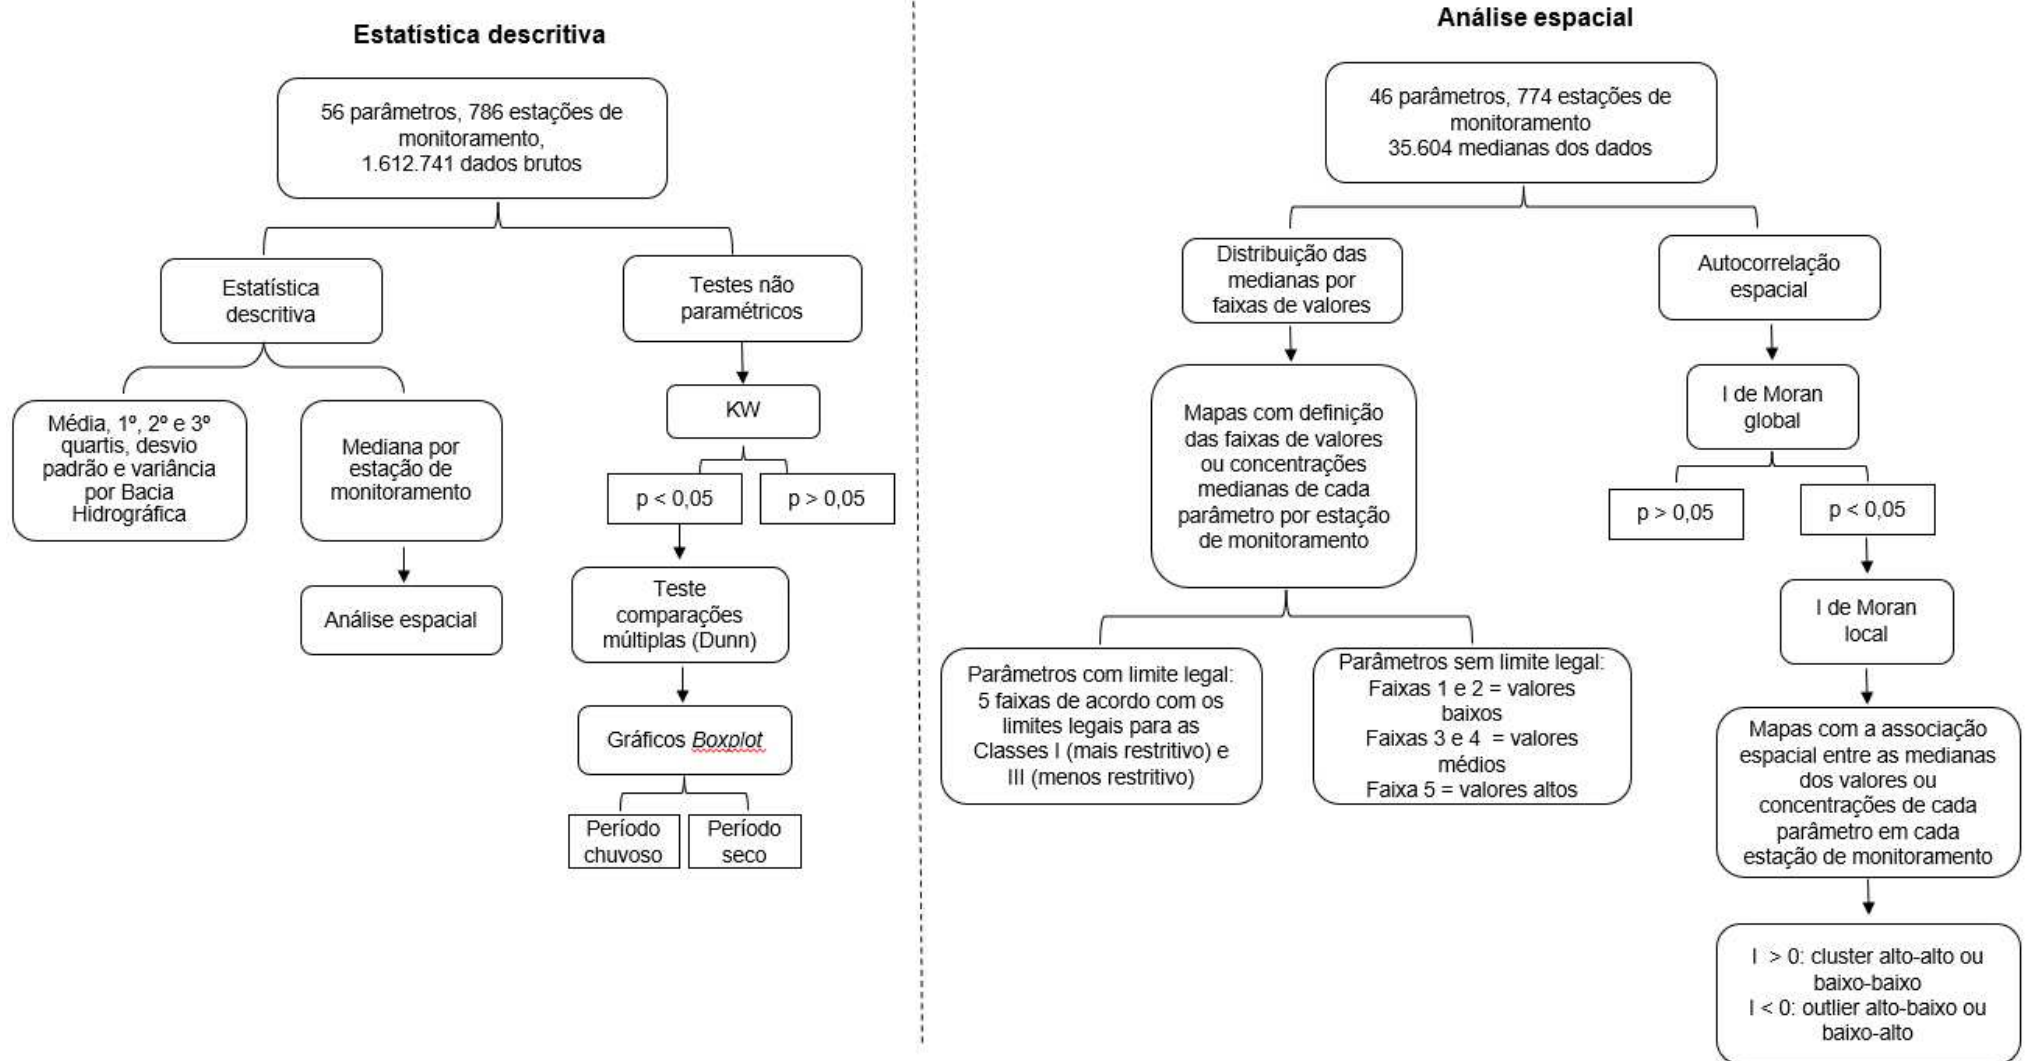 Estatística descritiva
56 parâmetros, 786 estações de
monitoramento,
1.612.741 dados brutos
Estatística
descritiva
Testes não
paramétricos
Média, 1º, 2º e 3º
quartis, desvio
padrão e variância
por Bacia
Hidrográfica
Mediana por
estação de
monitoramento
Análise espacial
KW
p < 0,05
p > 0,05
Teste
comparações
múltiplas (Dunn)
Gráficos Boxplot
Período
chuvoso
Período
seco
Análise espacial
46 parâmetros, 774 estações de
monitoramento
35.604 medianas dos dados
Distribuição das
medianas por
faixas de valores
Mapas com definição
das faixas de valores
ou concentrações
medianas de cada
parâmetro por estação
de monitoramento
Parâmetros com limite legal:
5 faixas de acordo com os
limites legais para as
Classes I (mais restritivo) e
III (menos restritivo)
Parâmetros sem limite legal:
Faixas 1 e 2 = valores
baixos
Faixas 3 e 4 = valores
médios
Faixa 5 = valores altos
Autocorrelação
espacial
I de Moran
global
p > 0,05
p < 0,05
I de Moran
local
Mapas com a associação
espacial entre as medianas
dos valores ou
concentrações de cada
parâmetro em cada
estação de monitoramento
I > 0: cluster alto-alto ou
baixo-baixo
I < 0: outlier alto-baixo ou
baixo-alto